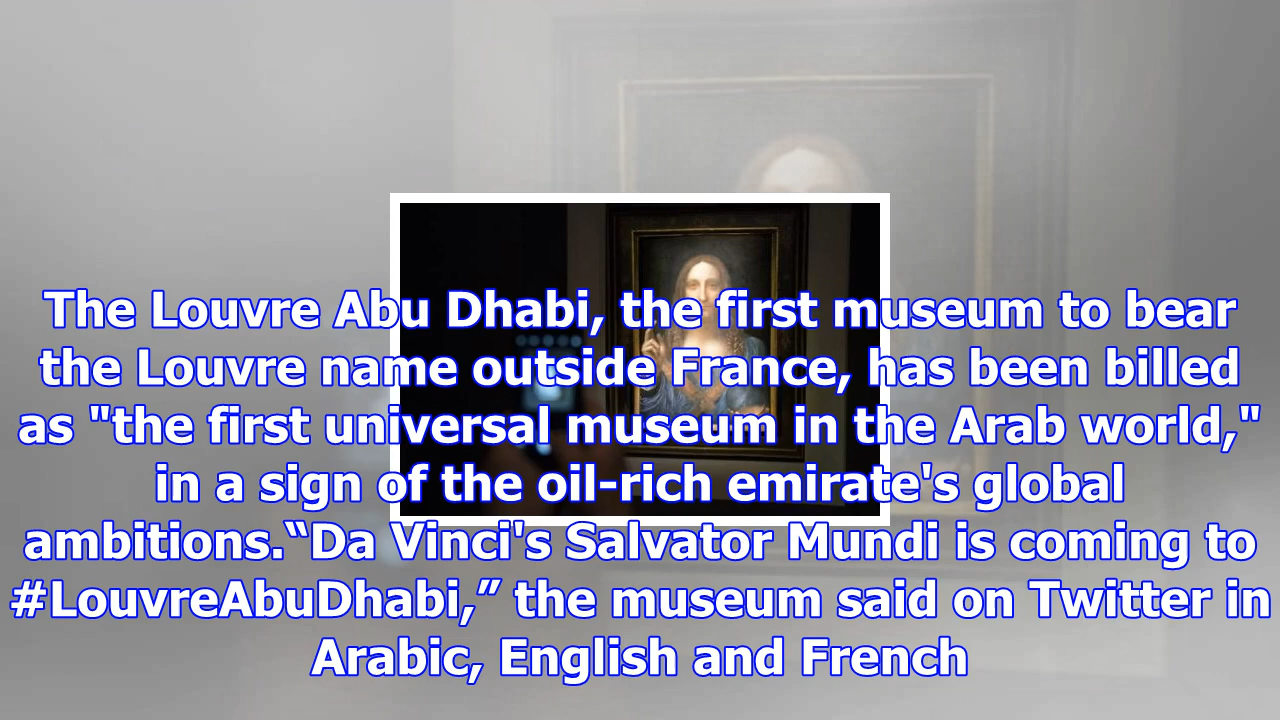 The Louvre Abu Dhabi, the first museum to bear
the Louvre name outside France, has been billed
as "the first universal museum in the Arab world,"
in a sign of the oil-rich emirate's global
ambitions.“Da Vinci's Salvator Mundi is coming to
#LouvreAbuDhabi,” the museum said on Twitter in
Arabic, English and French